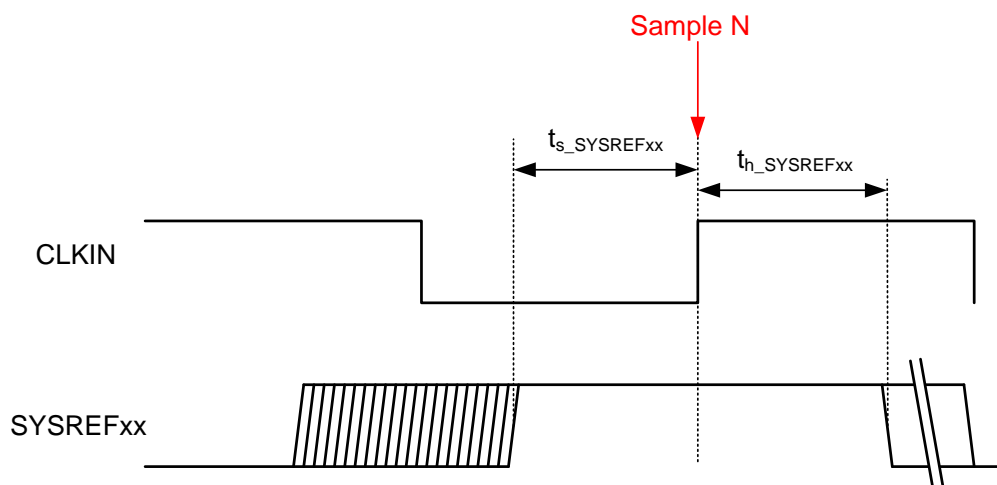 Sample N
ts_SYSREFxx
th_SYSREFxx
CLKIN
SYSREFxx